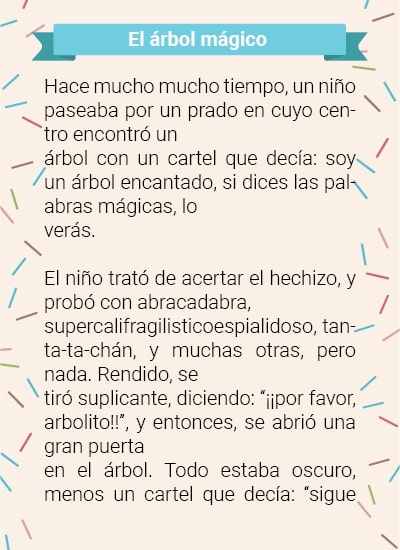 El árbol mágico
Hace mucho mucho tiempo, un niño
paseaba por un prado en cuyo cen-
tro encontró un
árbol con un cartel que decía: soy
un árbol encantado, si dices las pal-
abras mágicas, lo
verás.
El niño trató de acertar el hechizo, y
probó con abracadabra,
supercalifragilisticoespialidoso, tan-
ta-ta-chán, y muchas otras, pero
nada. Rendido, se
tiró suplicante, diciendo: “¡¡por favor,
arbolito!!”, y entonces, se abrió una
gran puerta
en el árbol. Todo estaba oscuro,
menos un cartel que decía: “sigue